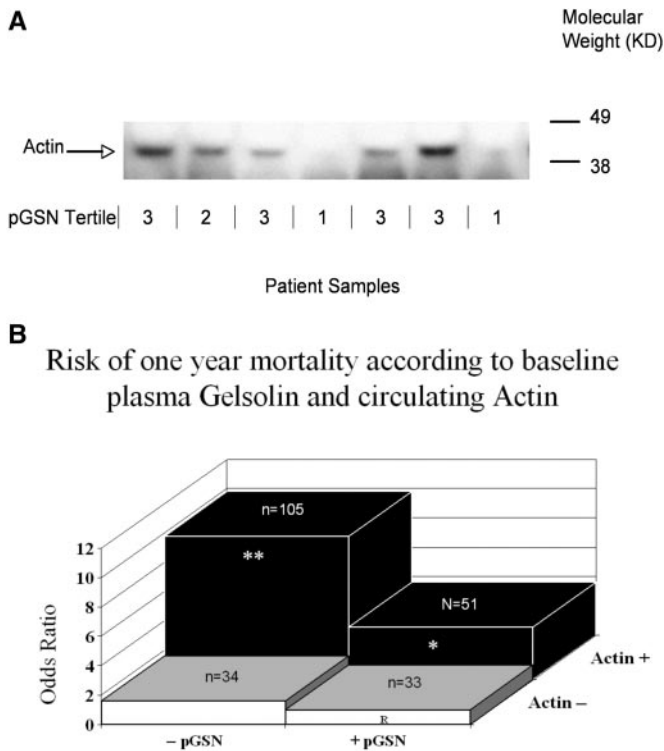 A
Molecular
Weight (KD)
49
Actin
38
pGSN Tertile 3 2 3 1 3 3 1
Patient Samples
B
Risk of one year mortality according to baseline
plasma Gelsolin and circulating Actin
12
10
8
6
4
2
0
Odds Ratio
n=105
**
N=51
*
n=34
n=33
R
Actin +
Actin –
– pGSN
+ pGSN